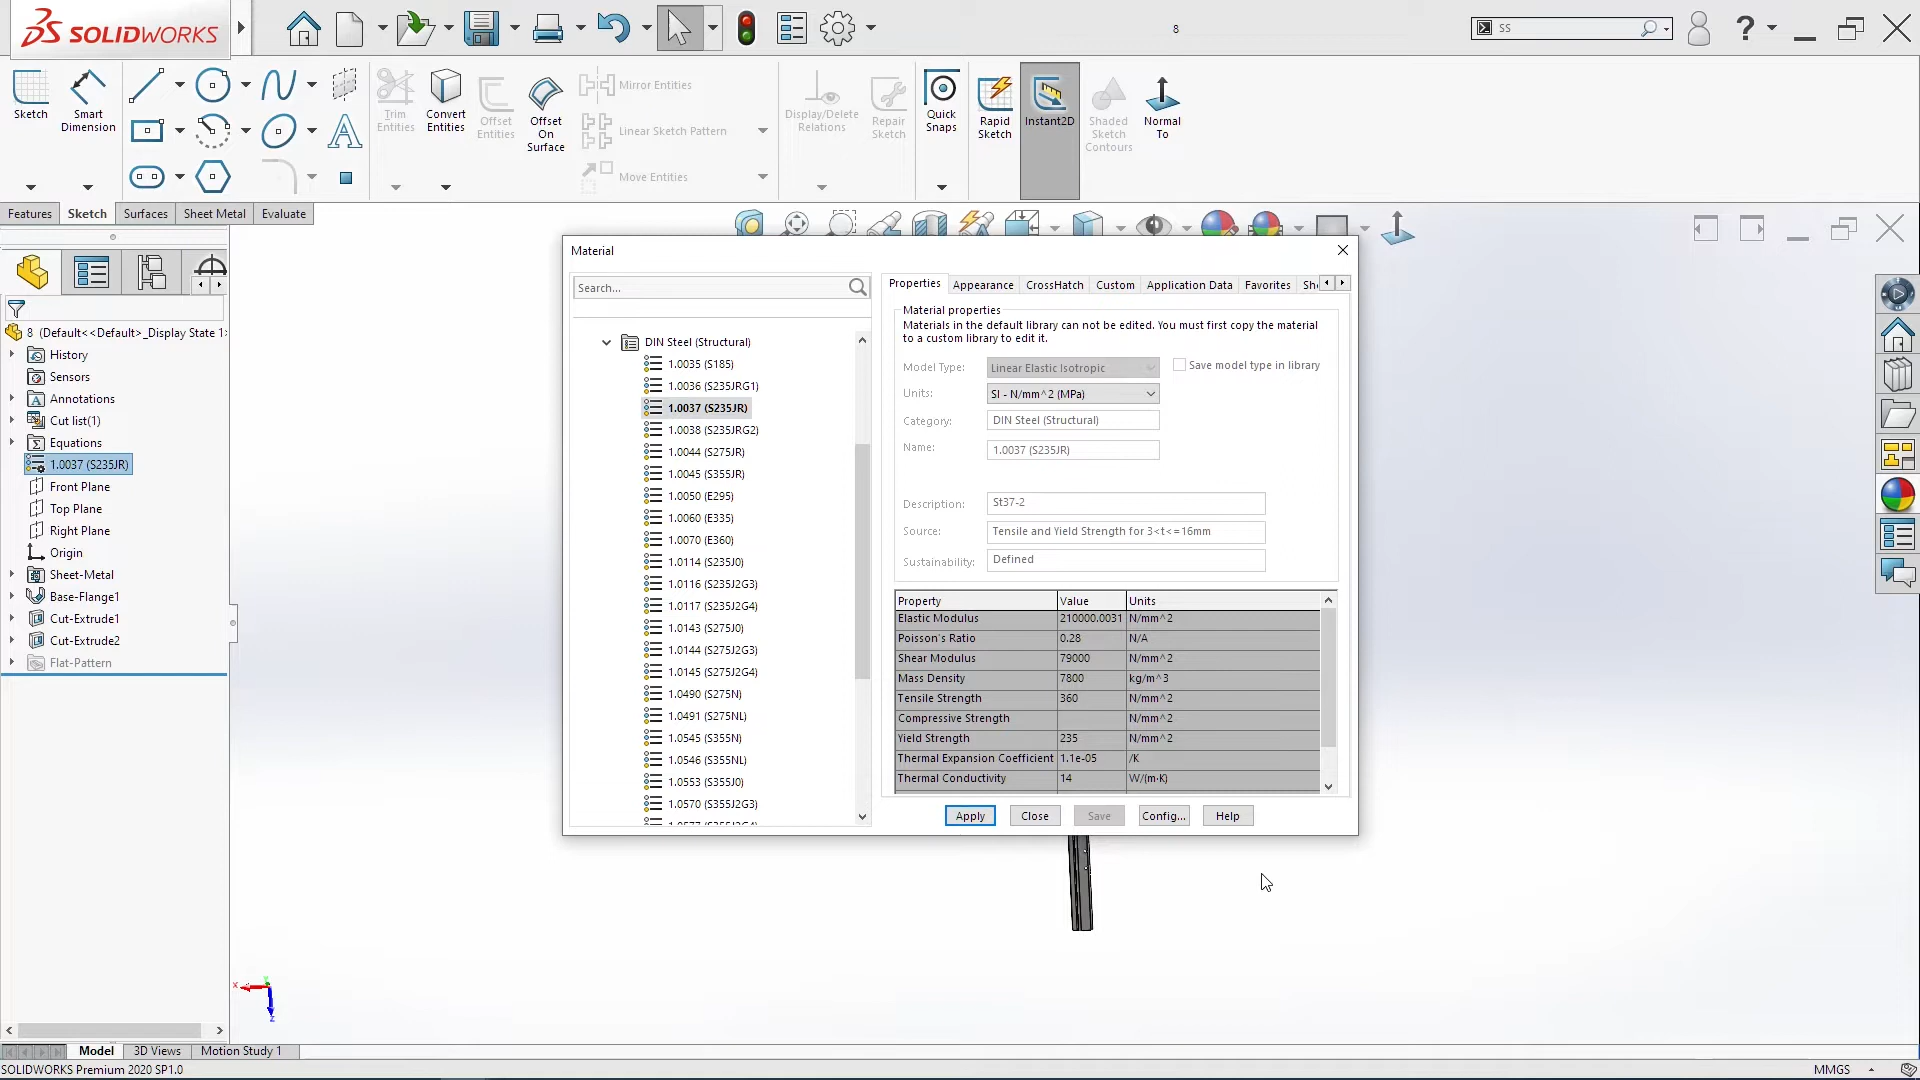 SOLIDWORKS
8
ss
Sketch
Smart Dimension
Trim Entities
Convert Entities
Offset Entities
Offset On Surface
Mirror Entities
Linear Sketch Pattern
Move Entities
Display/Delete Relations
Repair Sketch
Quick Snaps
Rapid Sketch
Instant2D
Shaded Sketch Contours
Normal To
Features
Sketch
Surfaces
Sheet Metal
Evaluate
8 (Default<<Default>_Display State 1>
History
Sensors
Annotations
Cut list(1)
Equations
1.0037 (S235JR)
Front Plane
Top Plane
Right Plane
Origin
Sheet-Metal
Base-Flange1
Cut-Extrude1
Cut-Extrude2
Flat-Pattern
Material
Search...
DIN Steel (Structural)
1.0035 (S185)
1.0036 (S235JRG1)
1.0037 (S235JR)
1.0038 (S235JRG2)
1.0044 (S275JR)
1.0045 (S355JR)
1.0050 (E295)
1.0060 (E335)
1.0070 (E360)
1.0114 (S235J0)
1.0116 (S235J2G3)
1.0117 (S235J2G4)
1.0143 (S275J0)
1.0144 (S275J2G3)
1.0145 (S275J2G4)
1.0490 (S275N)
1.0491 (S275NL)
1.0545 (S355N)
1.0546 (S355NL)
1.0553 (S355J0)
1.0570 (S355J2G3)
Properties
Appearance
CrossHatch
Custom
Application Data
Favorites
Sh
Material properties
Materials in the default library can not be edited. You must first copy the material
to a custom library to edit it.
Model Type: Linear Elastic Isotropic
Save model type in library
Units: SI - N/mm^2 (MPa)
Category: DIN Steel (Structural)
Name: 1.0037 (S235JR)
Description: St37-2
Source: Tensile and Yield Strength for 3<t<=16mm
Sustainability: Defined
Property Value Units
Elastic Modulus 210000.0031 N/mm^2
Poisson's Ratio 0.28 N/A
Shear Modulus 79000 N/mm^2
Mass Density 7800 kg/m^3
Tensile Strength 360 N/mm^2
Compressive Strength N/mm^2
Yield Strength 235 N/mm^2
Thermal Expansion Coefficient 1.1e-05 /K
Thermal Conductivity 14 W/(m·K)
Apply
Close
Save
Config...
Help
x
Y
Z
Model
3D Views
Motion Study 1
SOLIDWORKS Premium 2020 SP1.0
MMGS